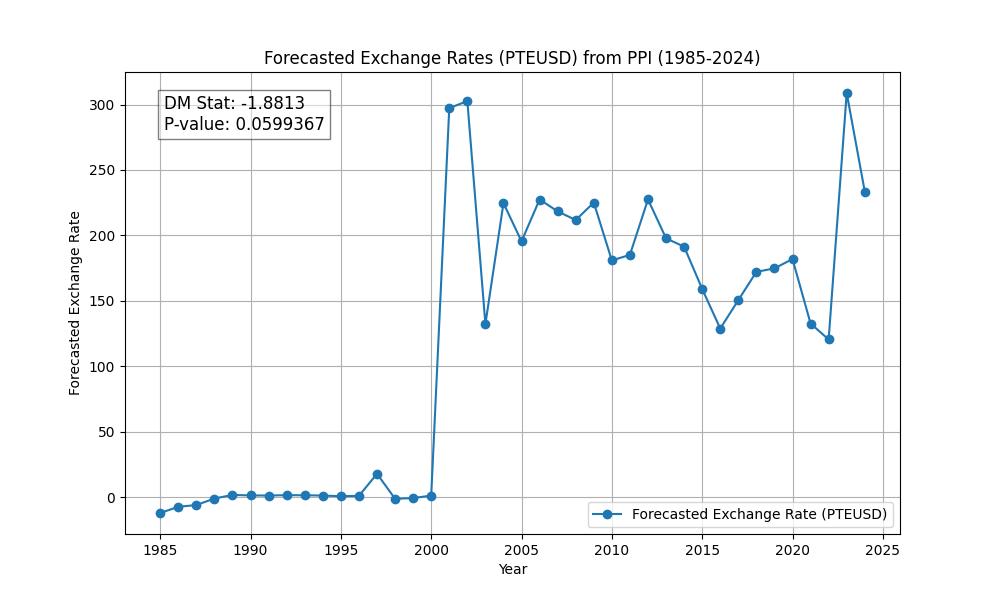 Forecasted Exchange Rates (PTEUSD) from PPI (1985-2024)
DM Stat: -1.8813
P-value: 0.0599367
Forecasted Exchange Rate
300
250
200
150
100
50
0
Forecasted Exchange Rate (PTEUSD)
1985 1990 1995 2000 2005 2010 2015 2020 2025
Year